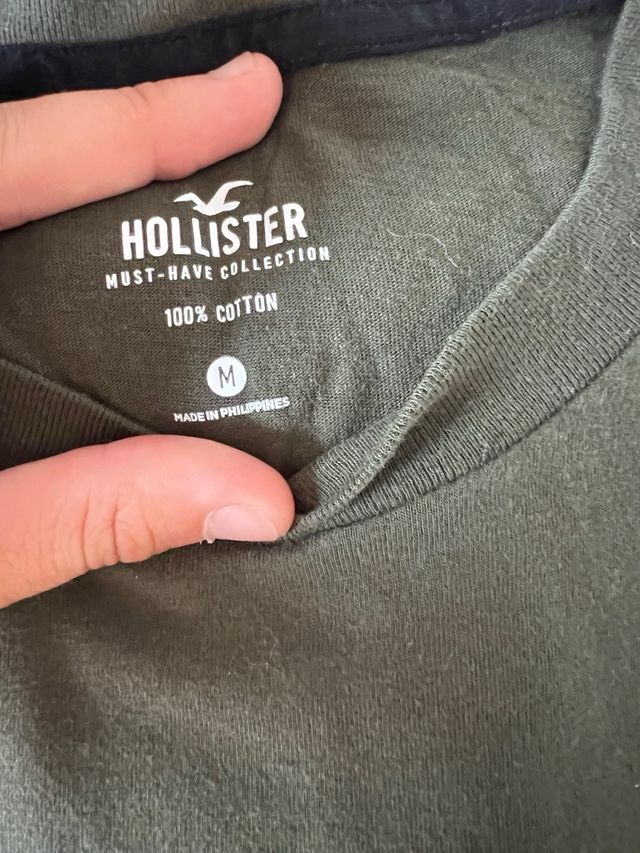 HOLLISTER
MUST-HAVE COLLECTION
100% COTTON
M
MADE IN PHILIPPINES